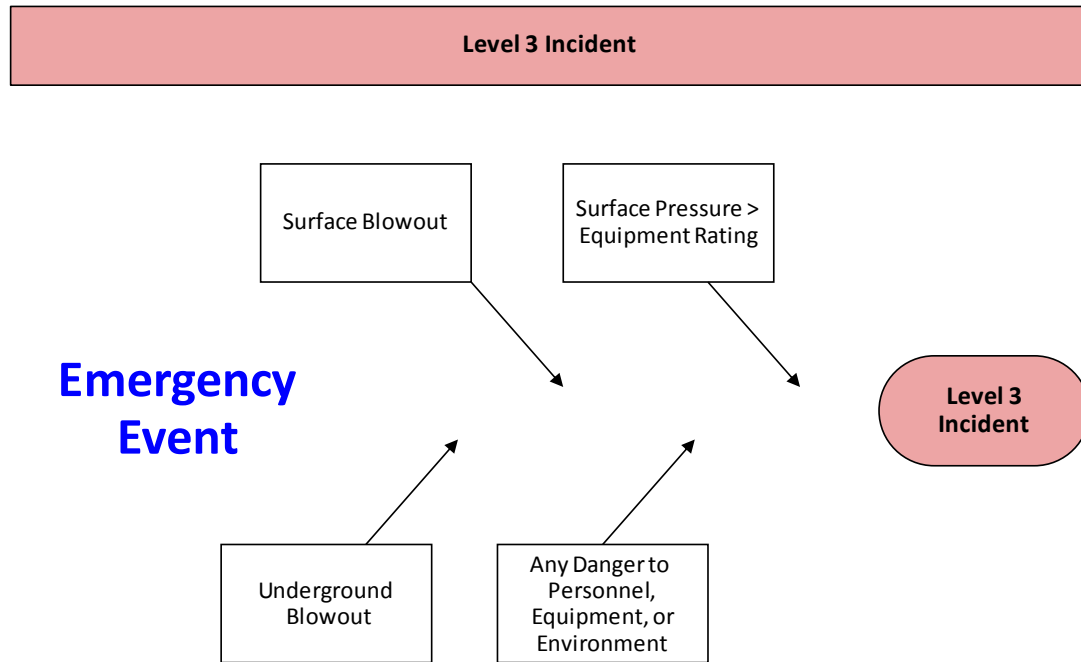 Level 3 Incident
Surface Blowout
Surface Pressure >
Equipment Rating
Emergency
Event
Level 3
Incident
Underground
Blowout
Any Danger to
Personnel,
Equipment, or
Environment